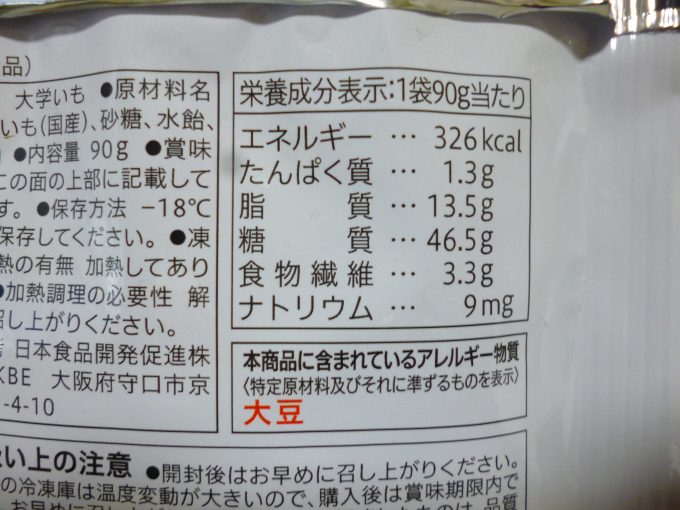 品)
大学いも ●原材料名
いも(国産)、砂糖、水飴、
●内容量 90g ●賞味
この面の上部に記載して
す。●保存方法 -18℃
保存してください。●凍
熱の有無 加熱してあり
●加熱調理の必要性 解
召し上がりください。
日本食品開発促進株
KBE 大阪府守口市京
-4-10
栄養成分表示:1袋90g当たり
エネルギー … 326kcal
たんぱく質 … 1.3g
脂質 … 13.5g
糖質 … 46.5g
食物繊維 … 3.3g
ナトリウム … 9mg
本商品に含まれているアレルギー物質
〈特定原材料及びそれに準ずるものを表示〉
大豆
い上の注意 ●開封後はお早めに召し上がりください。
の冷凍庫は温度変動が大きいので、購入後は賞味期限内で
お早めに召し上が